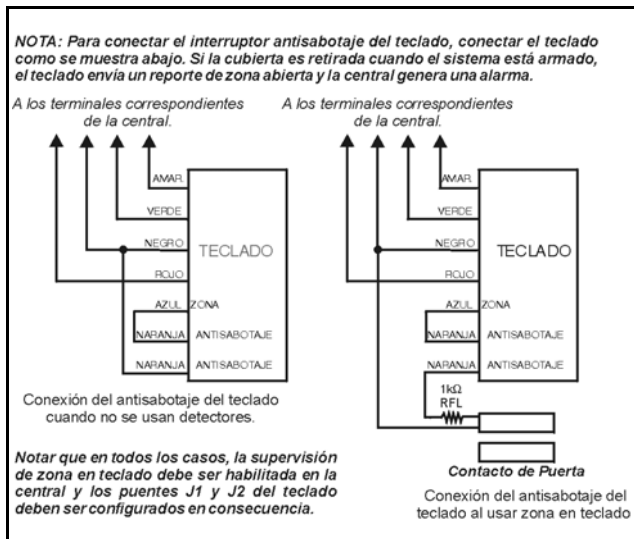 NOTA: Para conectar el interruptor antisabotaje del teclado, conectar el teclado
como se muestra abajo. Si la cubierta es retirada cuando el sistema está armado,
el teclado envía un reporte de zona abierta y la central genera una alarma.
A los terminales correspondientes
de la central.
AMAR.
VERDE
NEGRO
TECLADO
ROJO
AZUL ZONA
NARANJA ANTISABOTAJE
NARANJA ANTISABOTAJE
Conexión del antisabotaje del teclado
cuando no se usan detectores.
Notar que en todos los casos, la supervisión
de zona en teclado debe ser habilitada en la
central y los puentes J1 y J2 del teclado
deben ser configurados en consecuencia.
A los terminales correspondientes
de la central.
AMAR.
VERDE
NEGRO
TECLADO
ROJO
AZUL ZONA
NARANJA ANTISABOTAJE
NARANJA ANTISABOTAJE
1kΩ
RFL
Contacto de Puerta
Conexión del antisabotaje del
teclado al usar zona en teclado